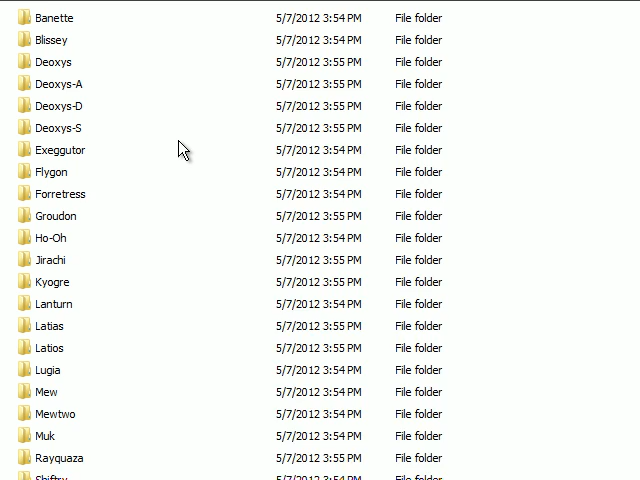 Banette 5/7/2012 3:54 PM File folder
Blissey 5/7/2012 3:54 PM File folder
Deoxys 5/7/2012 3:55 PM File folder
Deoxys-A 5/7/2012 3:55 PM File folder
Deoxys-D 5/7/2012 3:55 PM File folder
Deoxys-S 5/7/2012 3:55 PM File folder
Exeggutor 5/7/2012 3:54 PM File folder
Flygon 5/7/2012 3:54 PM File folder
Forretress 5/7/2012 3:54 PM File folder
Groudon 5/7/2012 3:55 PM File folder
Ho-Oh 5/7/2012 3:54 PM File folder
Jirachi 5/7/2012 3:55 PM File folder
Kyogre 5/7/2012 3:55 PM File folder
Lanturn 5/7/2012 3:54 PM File folder
Latias 5/7/2012 3:55 PM File folder
Latios 5/7/2012 3:55 PM File folder
Lugia 5/7/2012 3:54 PM File folder
Mew 5/7/2012 3:54 PM File folder
Mewtwo 5/7/2012 3:54 PM File folder
Muk 5/7/2012 3:54 PM File folder
Rayquaza 5/7/2012 3:55 PM File folder
Shiftry 5/7/2012 3:54 PM File folder